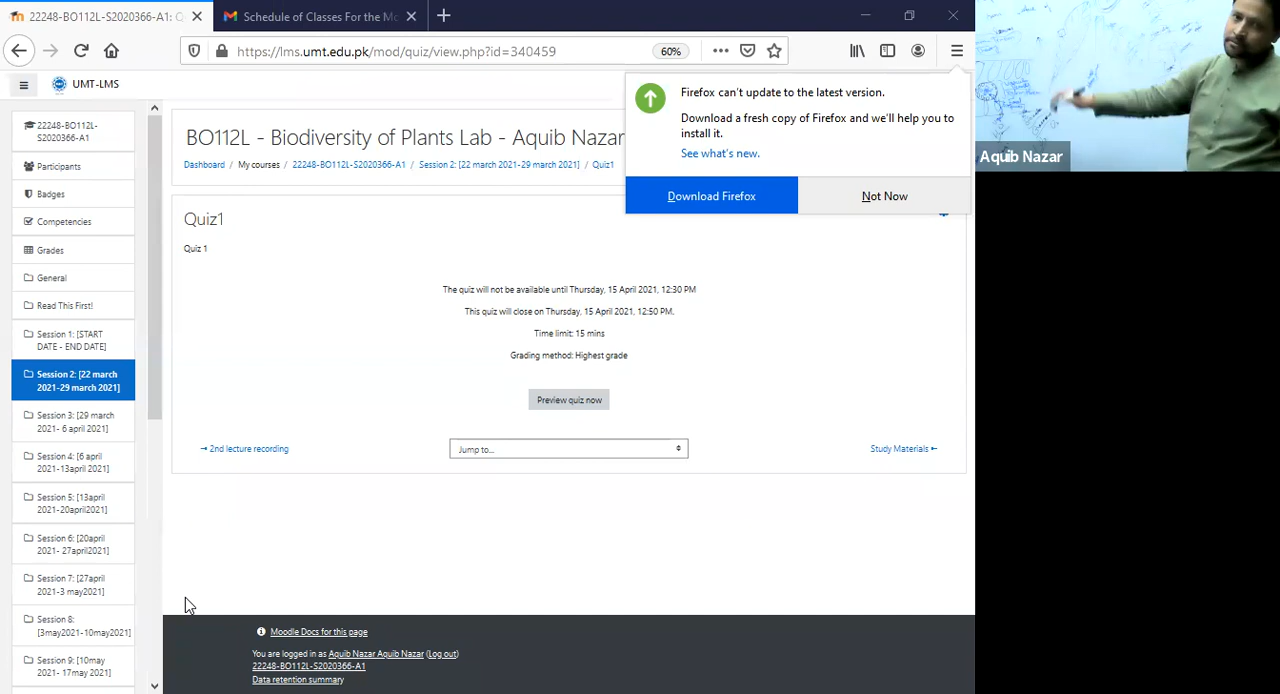 22248-BO112L-S2020366-A1: Q
Schedule of Classes For the Mo
https://lms.umt.edu.pk/mod/quiz/view.php?id=340459
60%
UMT-LMS
Firefox can't update to the latest version.
Download a fresh copy of Firefox and we'll help you to
install it.
See what's new.
Download Firefox
Not Now
Aquib Nazar
22248-BO112L-
S2020366-A1
Participants
Badges
Competencies
Grades
General
Read This First!
Session 1: [START
DATE - END DATE]
Session 2: [22 march
2021-29 march 2021]
Session 3: [29 march
2021- 6 april 2021]
Session 4: [6 april
2021-13april 2021]
Session 5: [13april
2021-20april2021]
Session 6: [20april
2021- 27april2021]
Session 7: [27april
2021-3 may2021]
Session 8:
[3may2021-10may2021]
Session 9: [10may
2021- 17may 2021]
BO112L - Biodiversity of Plants Lab - Aquib Nazar
Dashboard / My courses / 22248-BO112L-S2020366-A1 / Session 2: [22 march 2021-29 march 2021] / Quiz1
Quiz1
Quiz 1
The quiz will not be available until Thursday, 15 April 2021, 12:30 PM
This quiz will close on Thursday, 15 April 2021, 12:50 PM.
Time limit: 15 mins
Grading method: Highest grade
Preview quiz now
2nd lecture recording
Jump to...
Study Materials
Moodle Docs for this page
You are logged in as Aquib Nazar Aquib Nazar (Log out)
22248-BO112L-S2020366-A1
Data retention summary